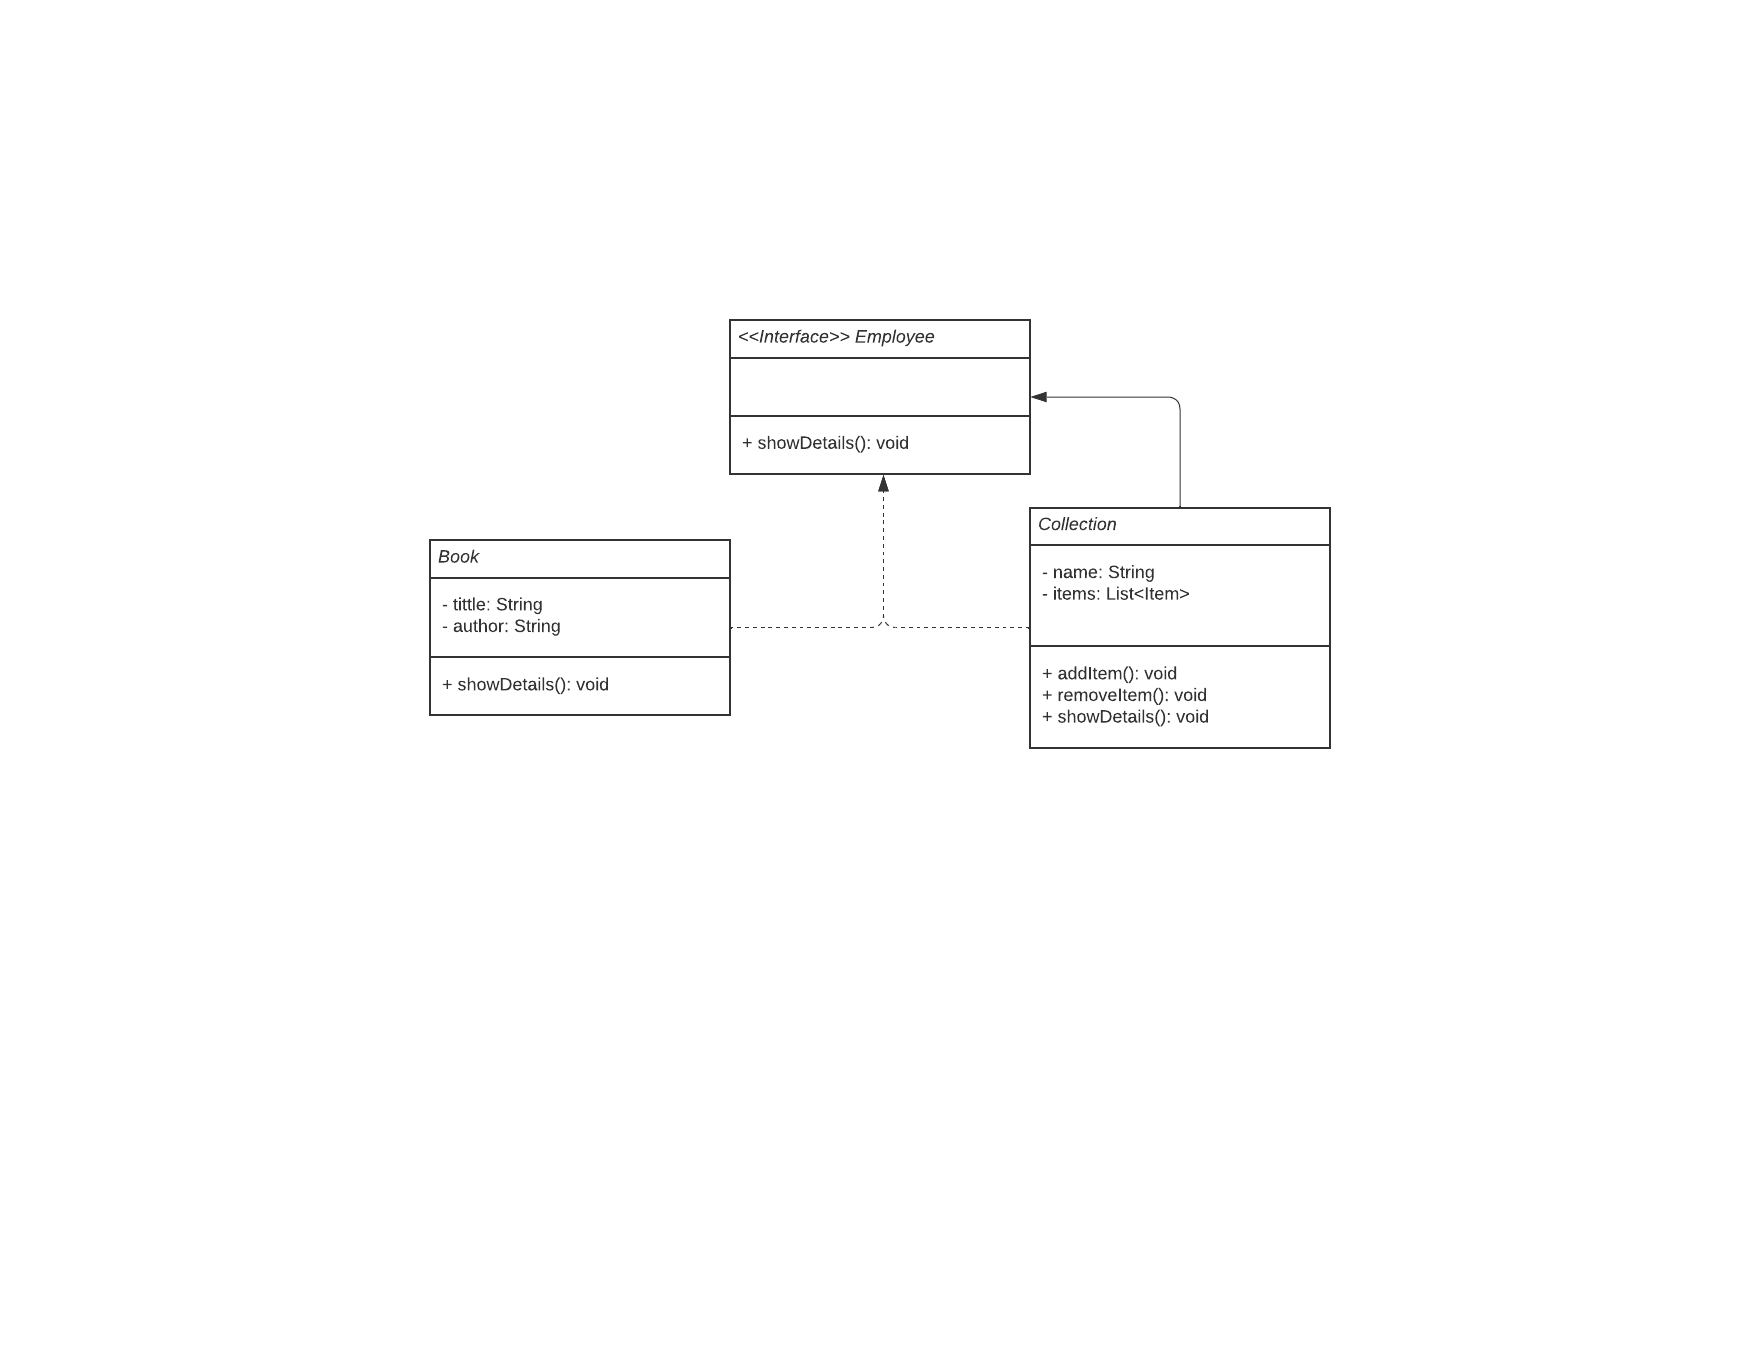 <<Interface>> Employee
+ showDetails(): void
Book
- tittle: String
- author: String
+ showDetails(): void
Collection
- name: String
- items: List<Item>
+ addItem(): void
+ removeItem(): void
+ showDetails(): void